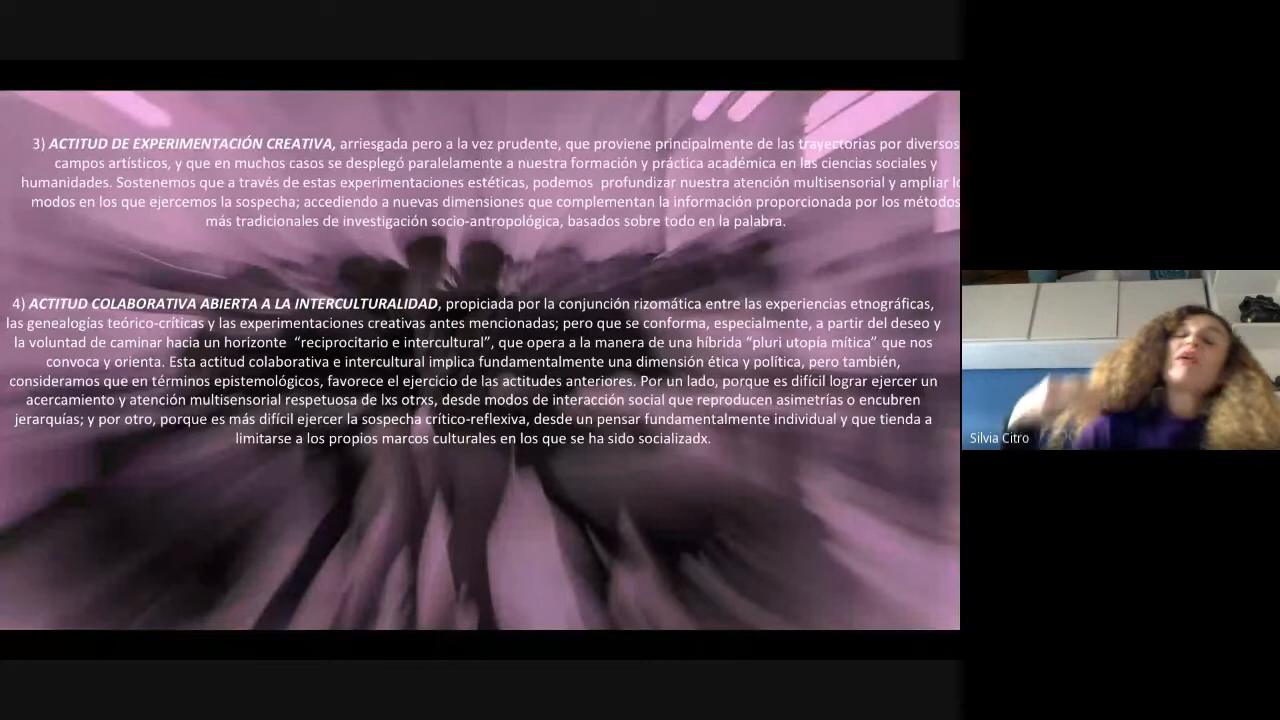 3) ACTITUD DE EXPERIMENTACIÓN CREATIVA, arriesgada pero a la vez prudente, que proviene principalmente de las trayectorias por diversos
campos artísticos, y que en muchos casos se desplegó paralelamente a nuestra formación y práctica académica en las ciencias sociales y
humanidades. Sostenemos que a través de estas experimentaciones estéticas, podemos profundizar nuestra atención multisensorial y ampliar
modos en los que ejercemos la sospecha; accediendo a nuevas dimensiones que complementan la información proporcionada por los métodos
más tradicionales de investigación socio-antropológica, basados sobre todo en la palabra.
4) ACTITUD COLABORATIVA ABIERTA A LA INTERCULTURALIDAD, propiciada por la conjunción rizomática entre las experiencias etnográficas,
las genealogías teórico-críticas y las experimentaciones creativas antes mencionadas; pero que se conforma, especialmente, a partir del deseo y
la voluntad de caminar hacia un horizonte “reciprocitario e intercultural”, que opera a la manera de una híbrida “pluri utopía mítica” que nos
convoca y orienta. Esta actitud colaborativa e intercultural implica fundamentalmente una dimensión ética y política, pero también,
consideramos que en términos epistemológicos, favorece el ejercicio de las actitudes anteriores. Por un lado, porque es difícil lograr ejercer un
acercamiento y atención multisensorial respetuosa de lxs otrxs, desde modos de interacción social que reproducen asimetrías o encubren
jerarquías; y por otro, porque es más difícil ejercer la sospecha crítico-reflexiva, desde un pensar fundamentalmente individual y que tienda a
limitarse a los propios marcos culturales en los que se ha sido socializadx.
Silvia Citro